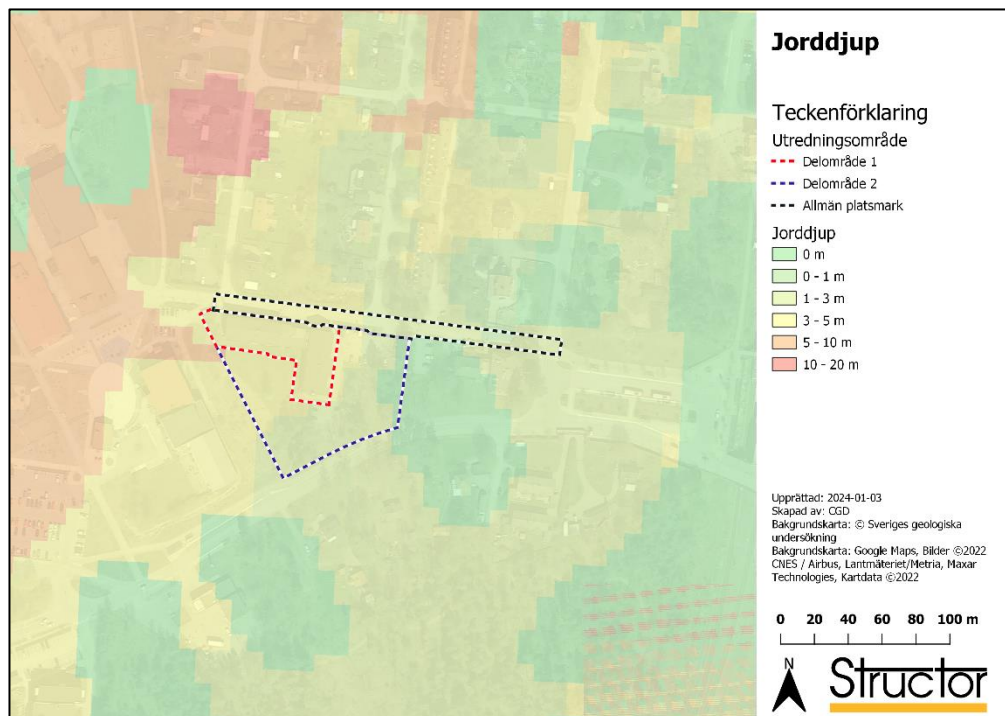 Jorddjup
Teckenförklaring
Utredningsområde
Delområde 1
Delområde 2
Allmän platsmark
Jorddjup
0 m
0 - 1 m
1 - 3 m
3 - 5 m
5 - 10 m
10 - 20 m
Upprättad: 2024-01-03
Skapad av: CGD
Bakgrundskarta: © Sveriges geologiska
undersökning
Bakgrundskarta: Google Maps, Bilder ©2022
CNES / Airbus, Lantmäteriet/Metria, Maxar
Technologies, Kartdata ©2022
0 20 40 60 80 100 m
N
Structor